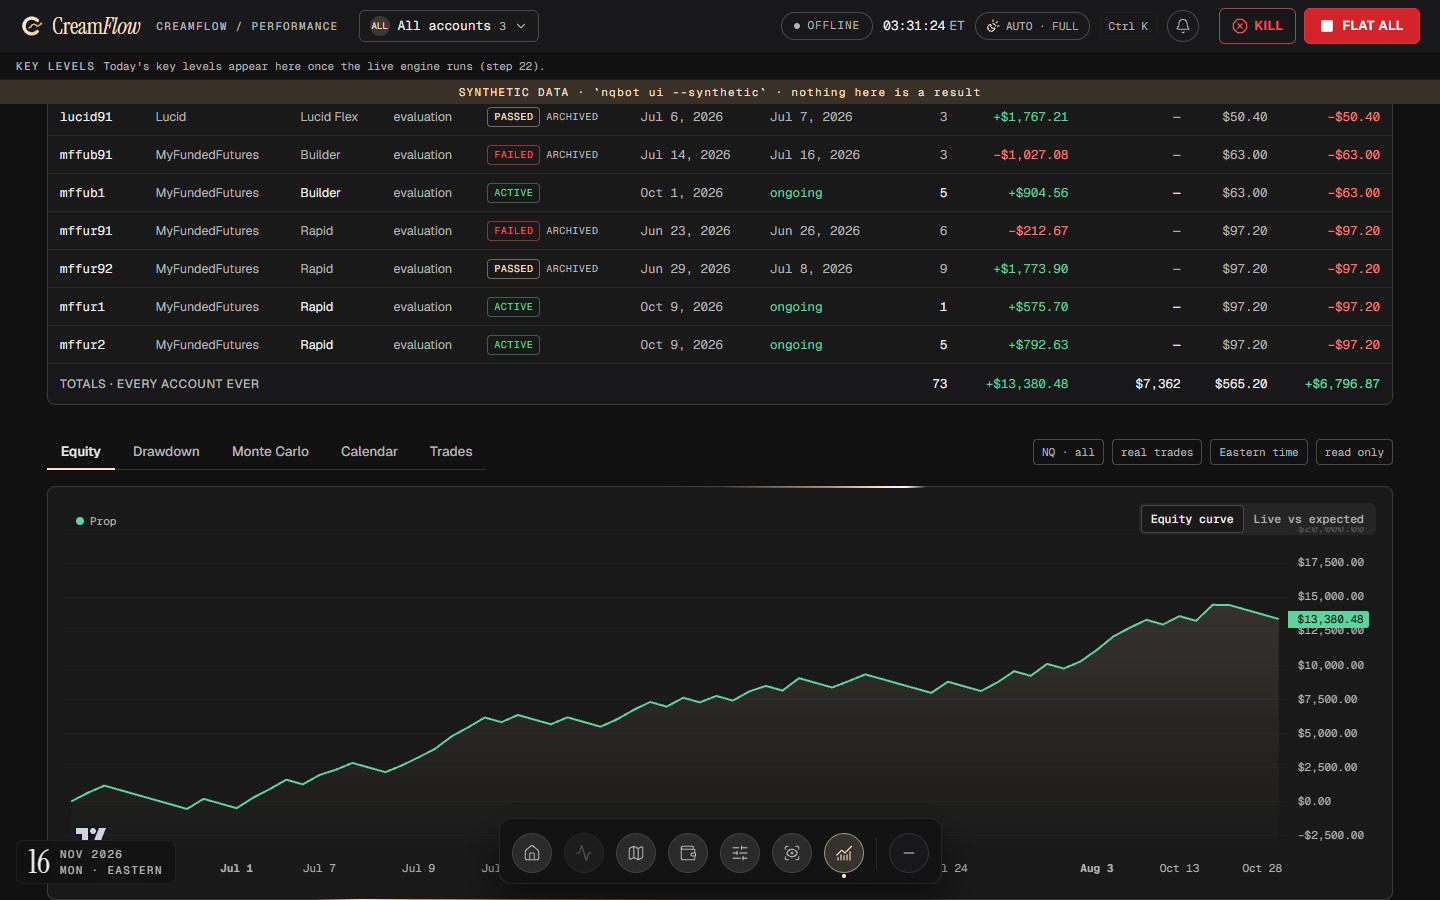 CreamFlow CREAMFLOW / PERFORMANCE ALL All accounts 3 OFFLINE 03:31:24 ET AUTO · FULL Ctrl K KILL FLAT ALL
KEY LEVELS Today's key levels appear here once the live engine runs (step 22).
SYNTHETIC DATA · `nqbot ui --synthetic` · nothing here is a result
lucid91 Lucid Lucid Flex evaluation PASSED ARCHIVED Jul 6, 2026 Jul 7, 2026 3 +$1,767.21 — $50.40 −$50.40
mffub91 MyFundedFutures Builder evaluation FAILED ARCHIVED Jul 14, 2026 Jul 16, 2026 3 −$1,027.08 — $63.00 −$63.00
mffub1 MyFundedFutures Builder evaluation ACTIVE Oct 1, 2026 ongoing 5 +$904.56 — $63.00 −$63.00
mffur91 MyFundedFutures Rapid evaluation FAILED ARCHIVED Jun 23, 2026 Jun 26, 2026 6 −$212.67 — $97.20 −$97.20
mffur92 MyFundedFutures Rapid evaluation PASSED ARCHIVED Jun 29, 2026 Jul 8, 2026 9 +$1,773.90 — $97.20 −$97.20
mffur1 MyFundedFutures Rapid evaluation ACTIVE Oct 9, 2026 ongoing 1 +$575.70 — $97.20 −$97.20
mffur2 MyFundedFutures Rapid evaluation ACTIVE Oct 9, 2026 ongoing 5 +$792.63 — $97.20 −$97.20
TOTALS · EVERY ACCOUNT EVER 73 +$13,380.48 $7,362 $565.20 +$6,796.87
Equity Drawdown Monte Carlo Calendar Trades NQ · all real trades Eastern time read only
Prop Equity curve Live vs expected
$20,000.00
$17,500.00
$15,000.00
$13,380.48
$12,500.00
$10,000.00
$7,500.00
$5,000.00
$2,500.00
$0.00
−$2,500.00
16 NOV 2026
MON · EASTERN
Jul 1 Jul 7 Jul 9 Jul 24 Aug 3 Oct 13 Oct 28